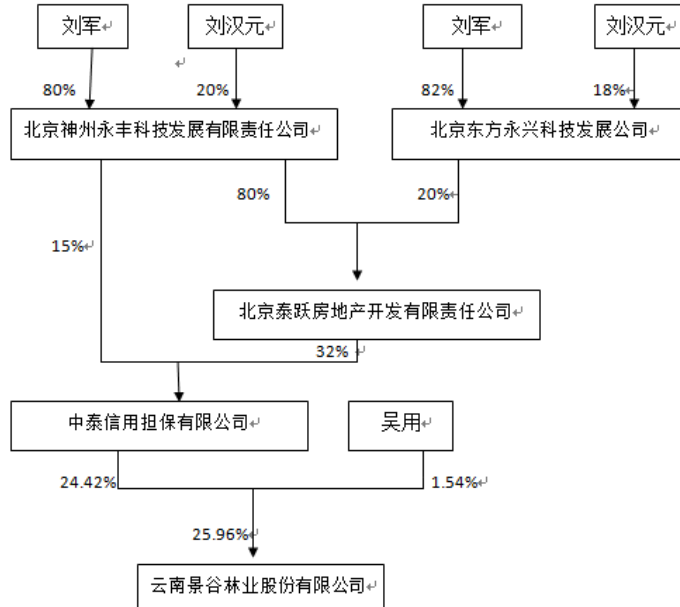 刘军 刘汉元 刘军 刘汉元
80% 20% 82% 18%
北京神州永丰科技发展有限责任公司 北京东方永兴科技发展公司
80% 20%
15%
北京泰跃房地产开发有限责任公司
32%
中泰信用担保有限公司 吴用
24.42% 1.54%
25.96%
云南景谷林业股份有限公司